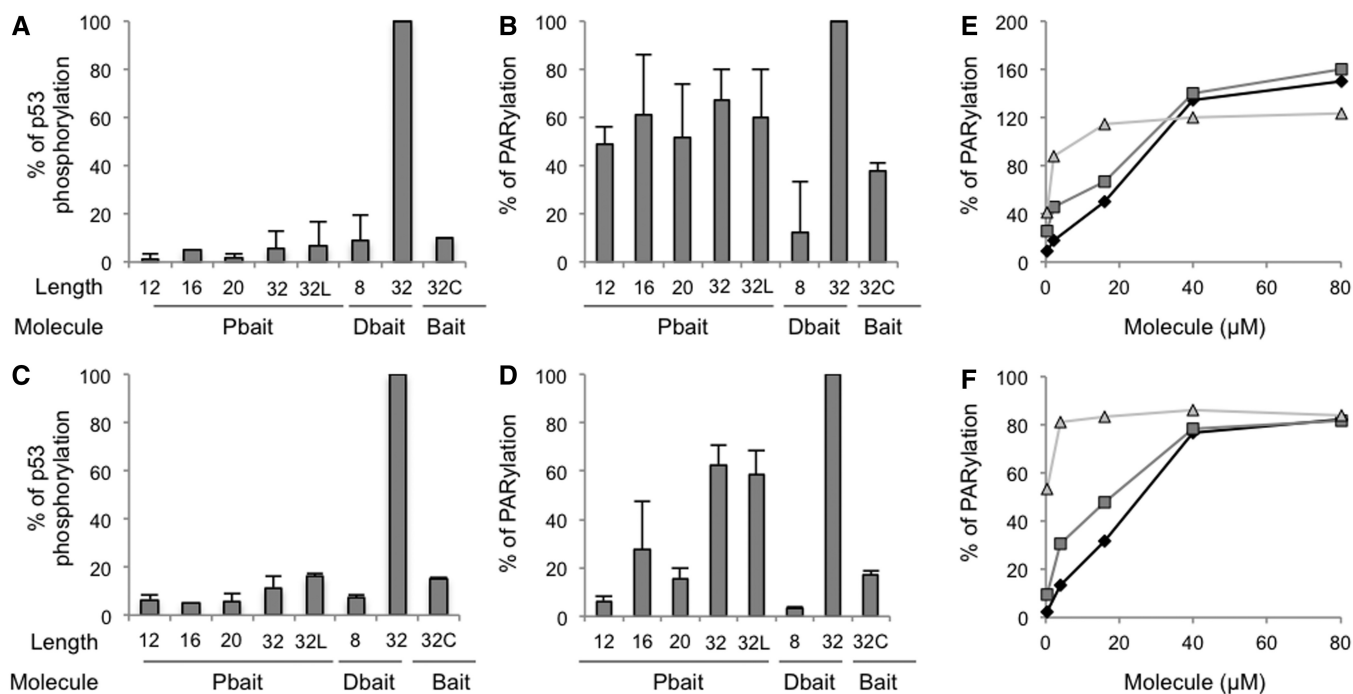 A
% of p53
phosphorylation
100
80
60
40
20
0
Length 12 16 20 32 32L 8 32 32C
Molecule Pbait Dbait Bait
B
% of PARylation
100
80
60
40
20
0
12 16 20 32 32L 8 32 32C
Pbait Dbait Bait
E
% of PARylation
200
160
120
80
40
0
0 20 40 60 80
Molecule (µM)
C
% of p53
phosphorylation
100
80
60
40
20
0
Length 12 16 20 32 32L 8 32 32C
Molecule Pbait Dbait Bait
D
% of PARylation
100
80
60
40
20
0
12 16 20 32 32L 8 32 32C
Pbait Dbait Bait
F
% of PARylation
100
80
60
40
20
0
0 20 40 60 80
Molecule (µM)